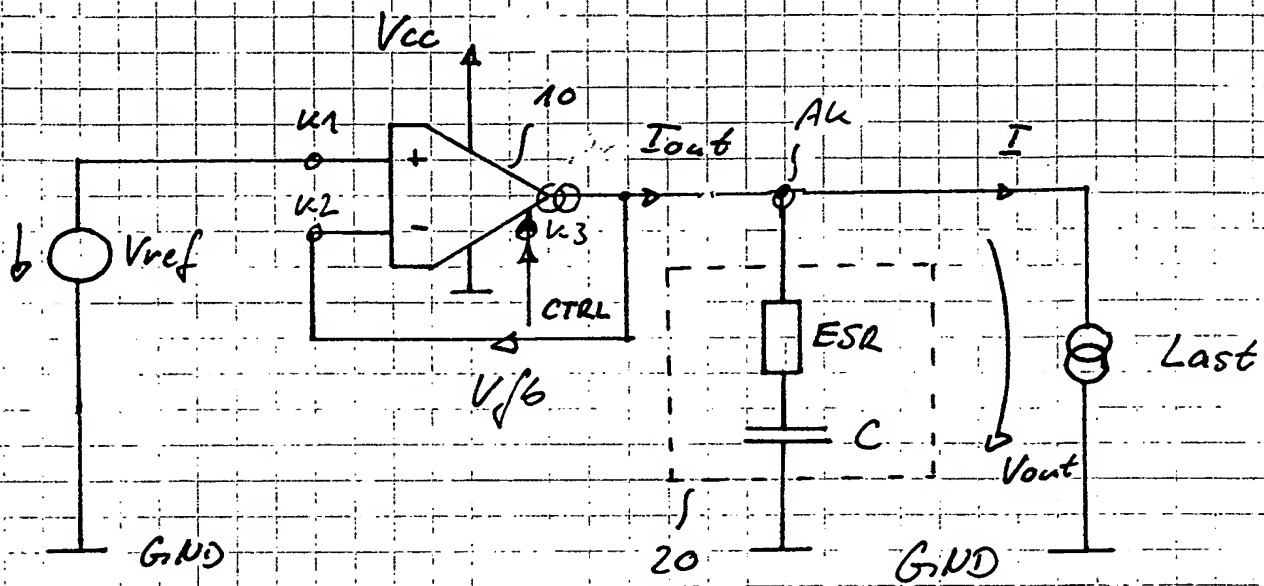 Vcc
10
K1
AK
Iout
I
+
K2
-
K3
Vref
CTRL
ESR
Last
Vfb
C
Vout
GND
20
GND